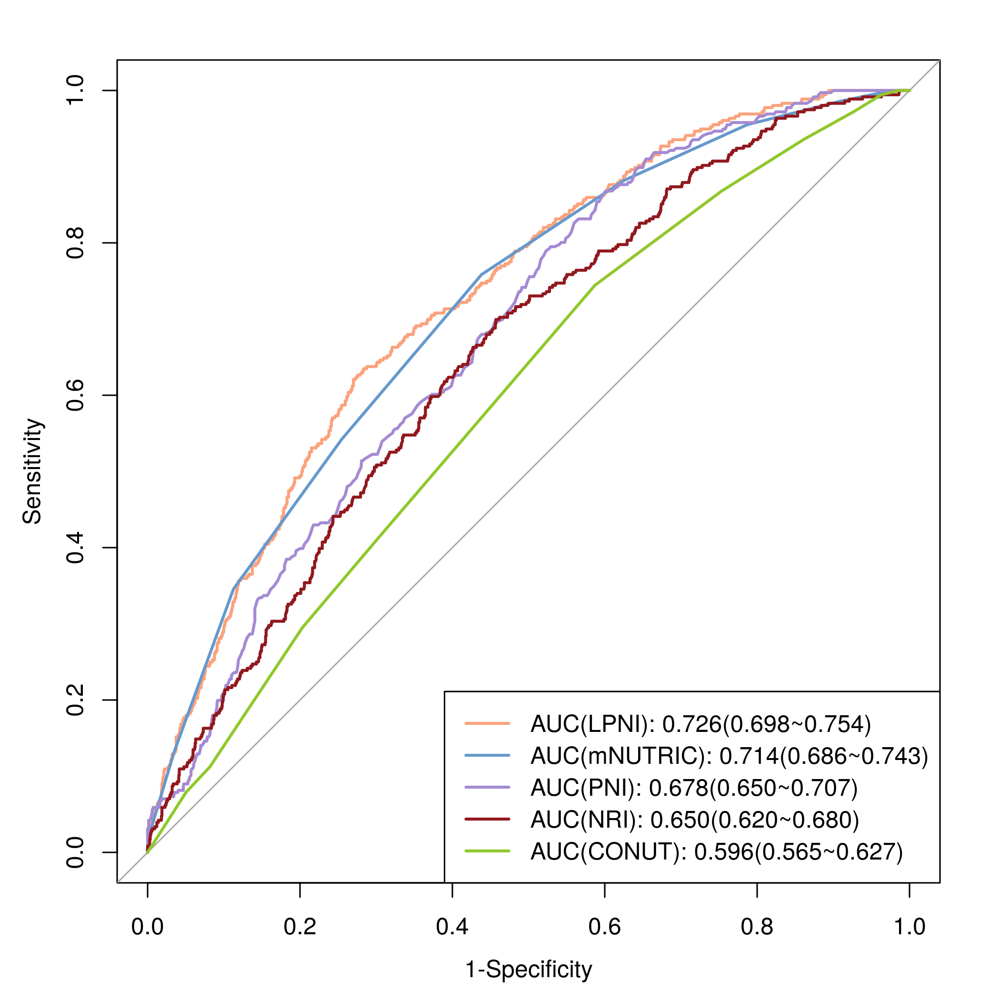 Sensitivity
1.0
0.8
0.6
0.4
0.2
0.0
AUC(LPNI): 0.726(0.698~0.754)
AUC(mNUTRIC): 0.714(0.686~0.743)
AUC(PNI): 0.678(0.650~0.707)
AUC(NRI): 0.650(0.620~0.680)
AUC(CONUT): 0.596(0.565~0.627)
0.0 0.2 0.4 0.6 0.8 1.0
1-Specificity